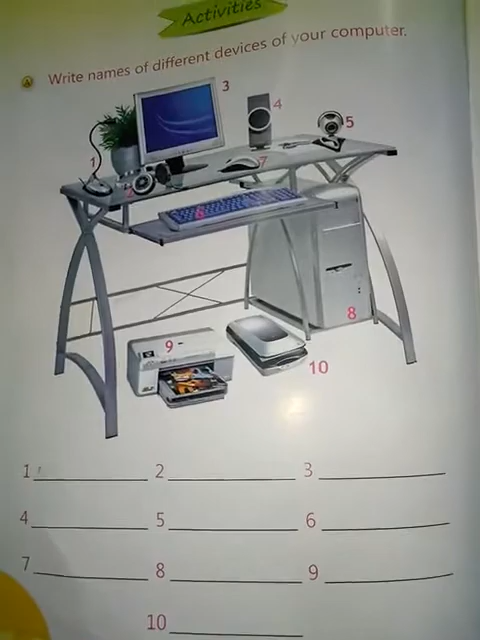 Activities
A Write names of different devices of your computer.
3
4
5
1
7
2
6
8
9
10
1 2 3
4 5 6
7 8 9
10